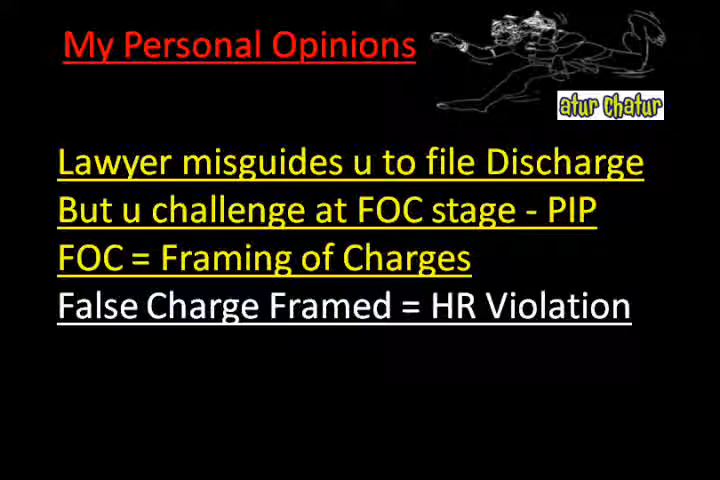 My Personal Opinions
atur chatur
Lawyer misguides u to file Discharge
But u challenge at FOC stage - PIP
FOC = Framing of Charges
False Charge Framed = HR Violation